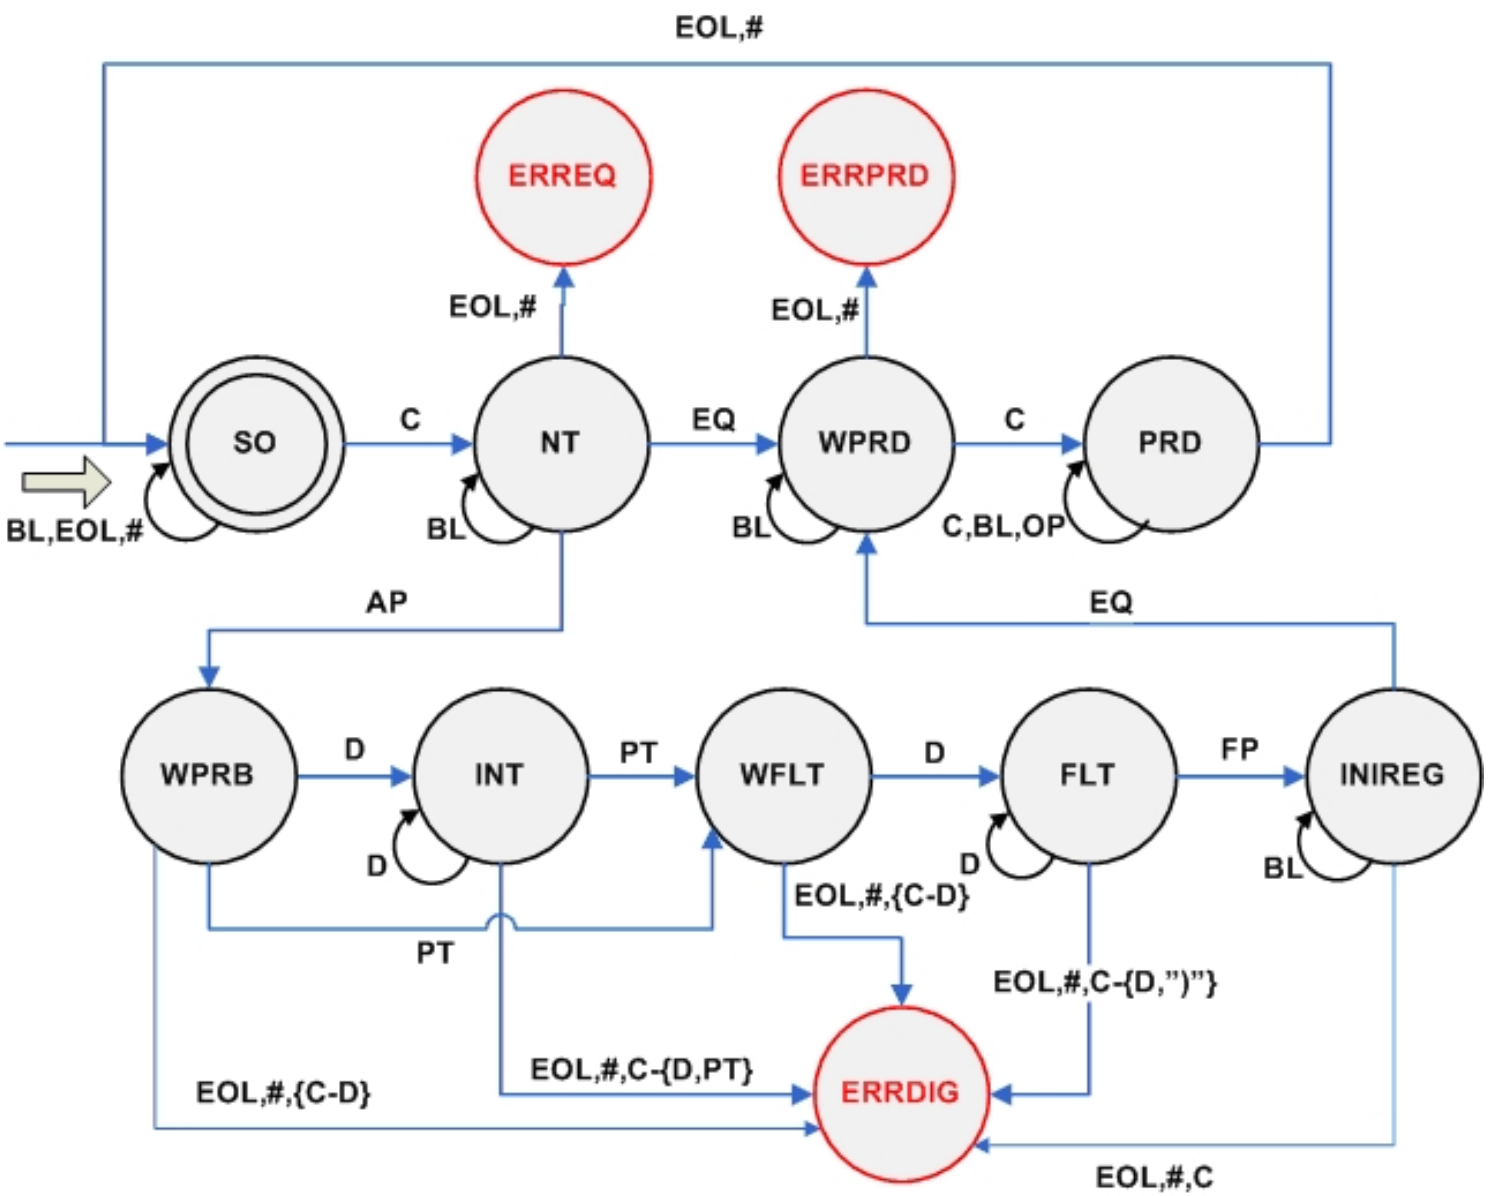 EOL,#
ERREQ
ERRPRD
EOL,#
EOL,#
SO
C
NT
EQ
WPRD
C
PRD
BL,EOL,#
BL
BL
C,BL,OP
AP
EQ
WPRB
D
INT
PT
WFLT
D
FLT
FP
INIREG
D
D
BL
EOL,#,{C-D}
PT
EOL,#,C-{D,”)”}
EOL,#,C-{D,PT}
EOL,#,{C-D}
ERRDIG
EOL,#,C